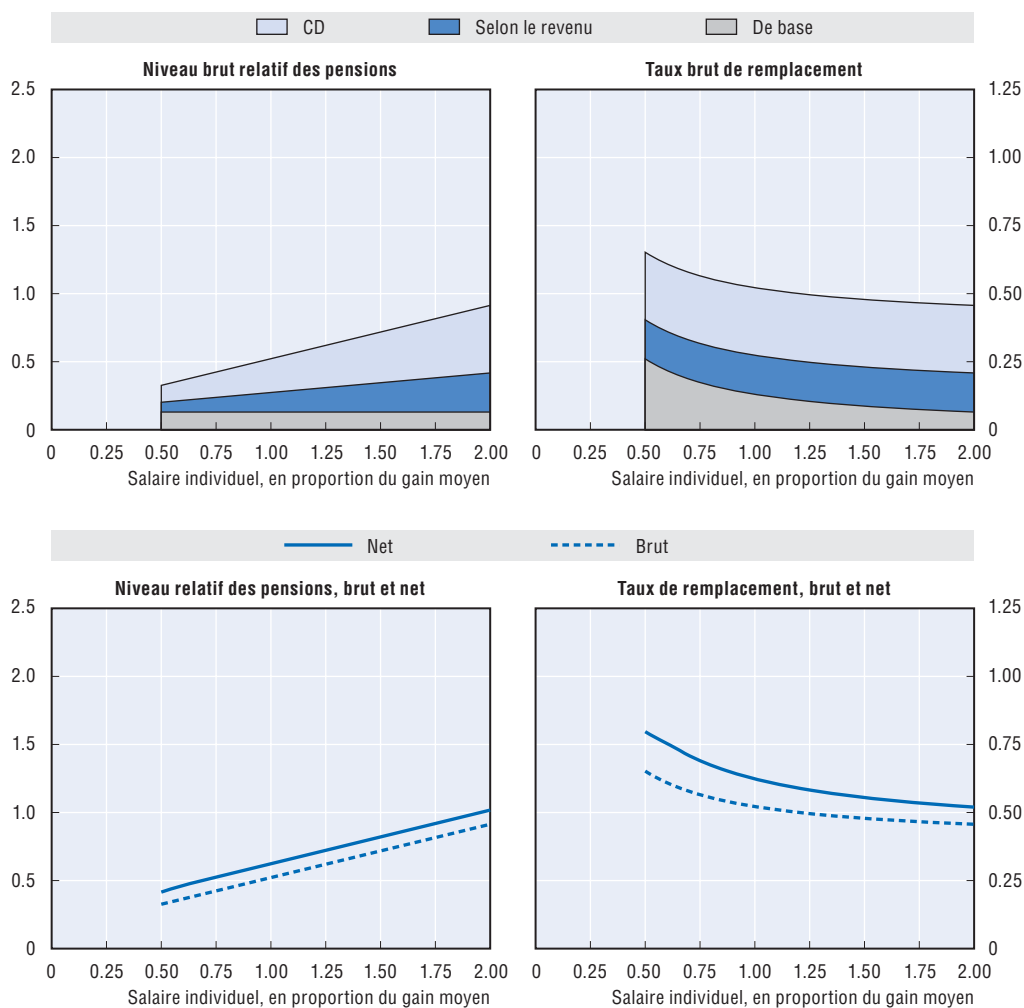 CD Selon le revenu De base
Niveau brut relatif des pensions
2.5
2.0
1.5
1.0
0.5
0
0 0.25 0.50 0.75 1.00 1.25 1.50 1.75 2.00
Salaire individuel, en proportion du gain moyen
Taux brut de remplacement
1.25
1.00
0.75
0.50
0.25
0
0 0.25 0.50 0.75 1.00 1.25 1.50 1.75 2.00
Salaire individuel, en proportion du gain moyen
Net Brut
Niveau relatif des pensions, brut et net
2.5
2.0
1.5
1.0
0.5
0
0 0.25 0.50 0.75 1.00 1.25 1.50 1.75 2.00
Salaire individuel, en proportion du gain moyen
Taux de remplacement, brut et net
1.25
1.00
0.75
0.50
0.25
0
0 0.25 0.50 0.75 1.00 1.25 1.50 1.75 2.00
Salaire individuel, en proportion du gain moyen